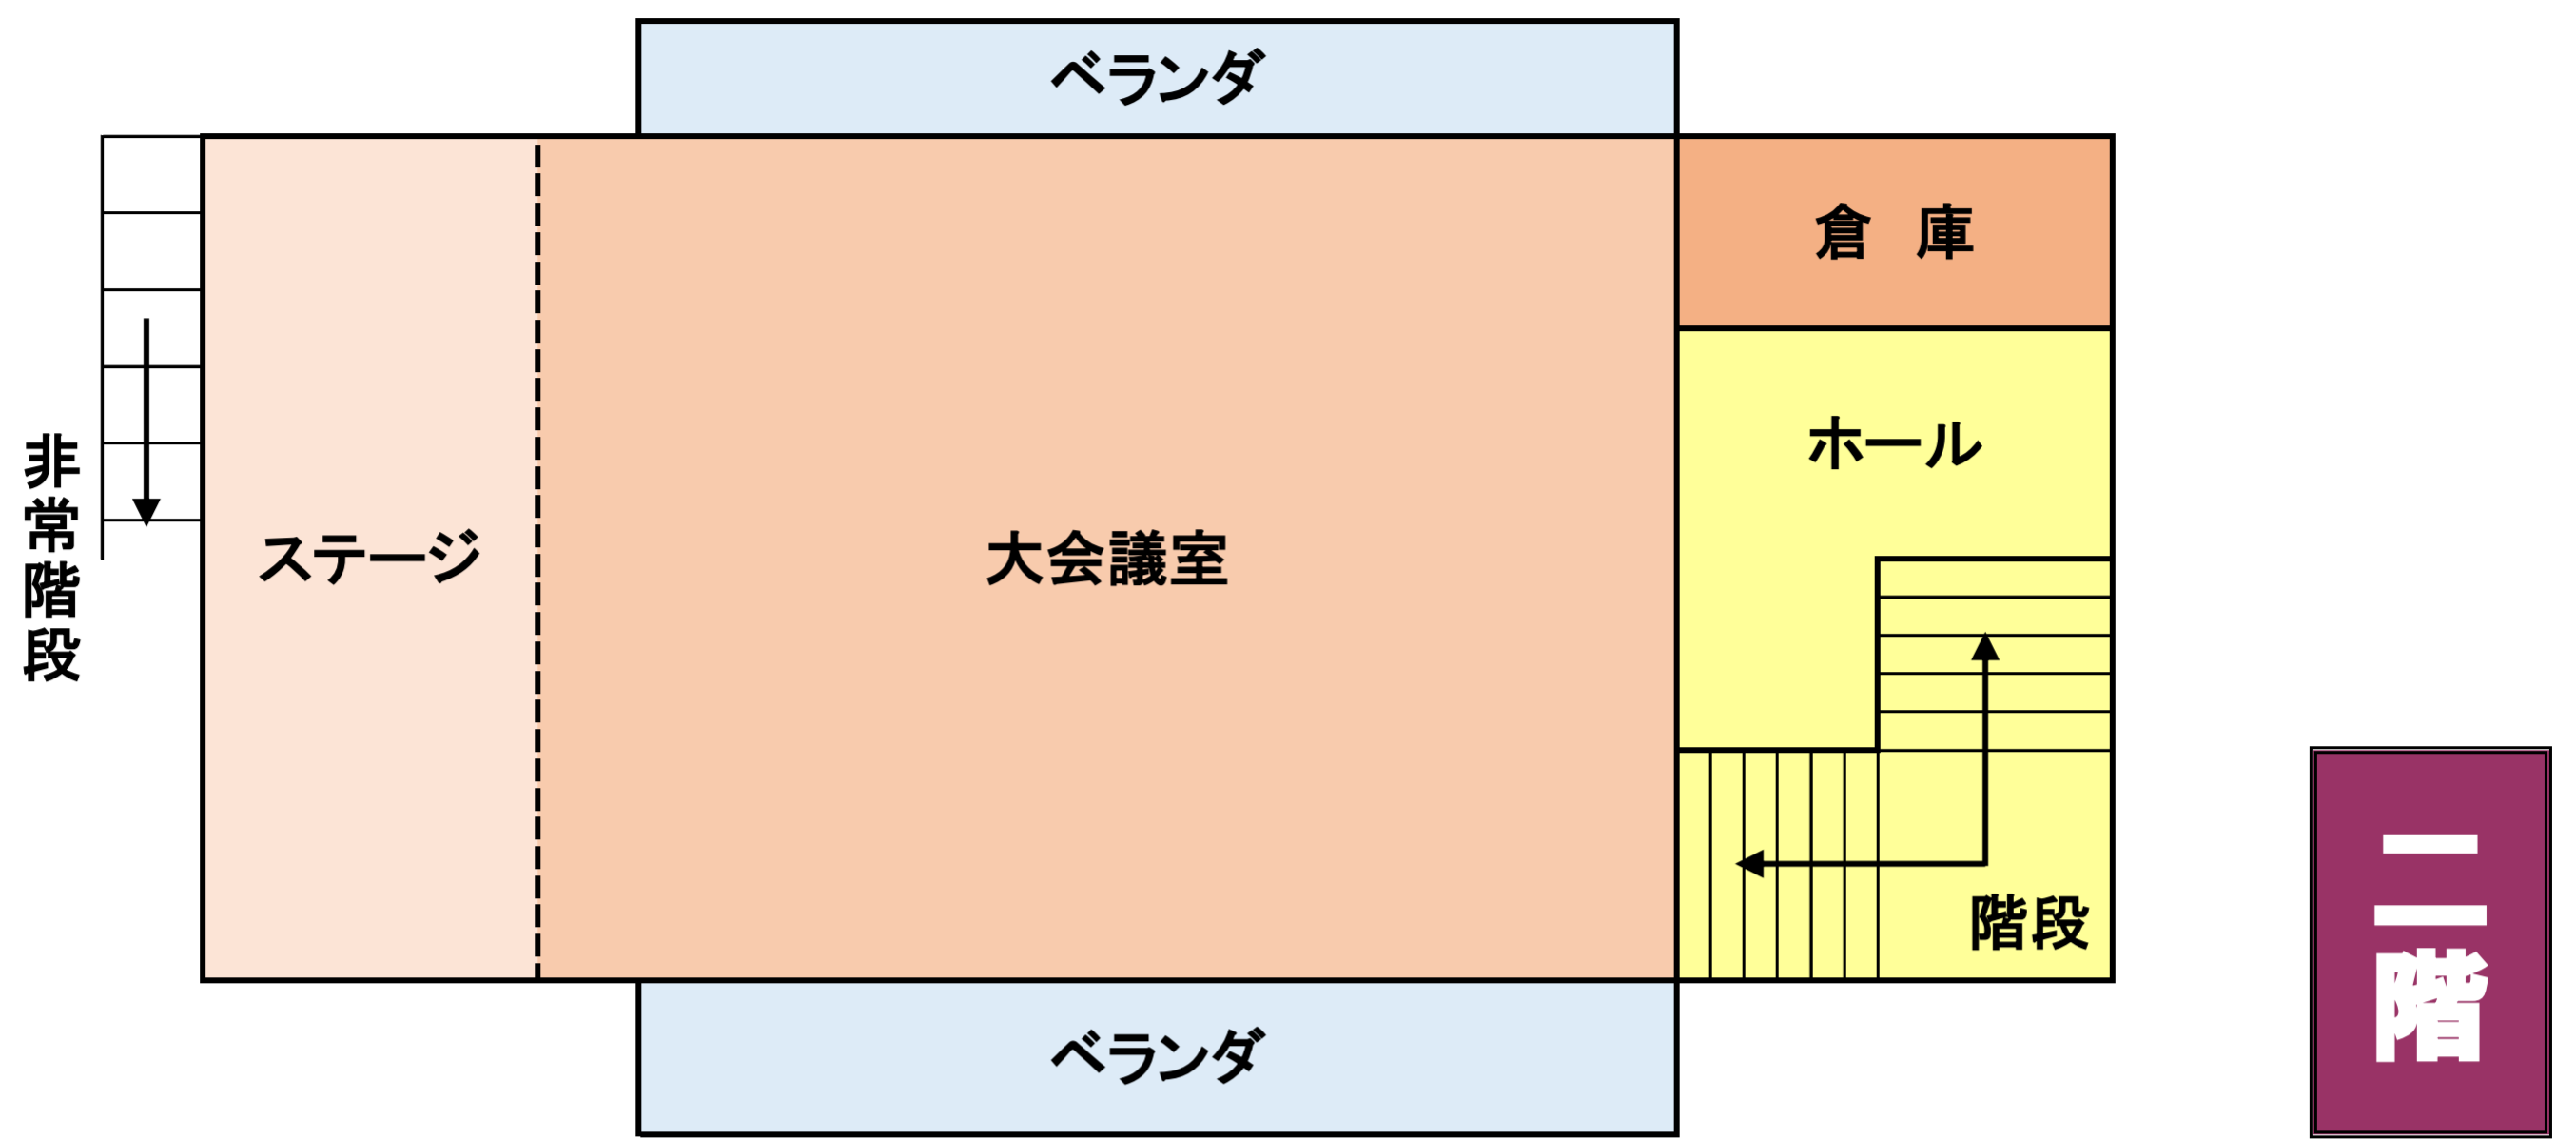 ベランダ
倉　庫
ホール
非常階段
ステージ
大会議室
階段
ベランダ
二階